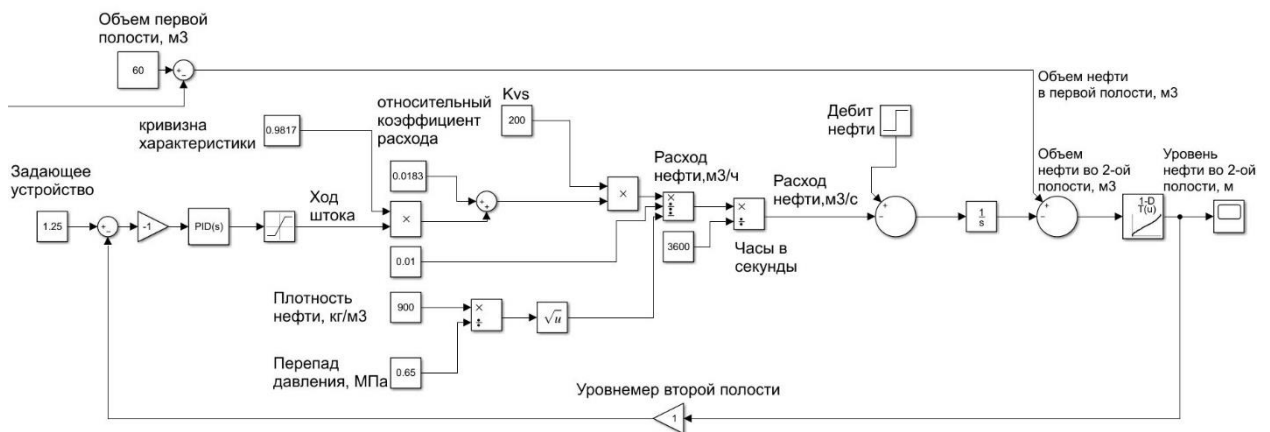 Объем первой
полости, м3
60
Объем нефти
в первой полости, м3
кривизна
характеристики
0.9817
относительный
коэффициент
расхода
Kvs
200
Дебит
нефти
Задающее
устройство
1.25
-1
PID(s)
Ход
штока
0.0183
×
×
Расход
нефти,м3/ч
Расход
нефти,м3/с
1
s
Объем
нефти во 2-ой
полости, м3
1-D
T(u)
Уровень
нефти во 2-ой
полости, м
0.01
3600
Часы в
секунды
Плотность
нефти, кг/м3
900
×
÷
√u
Перепад
давления, МПа
0.65
Уровнемер второй полости
1